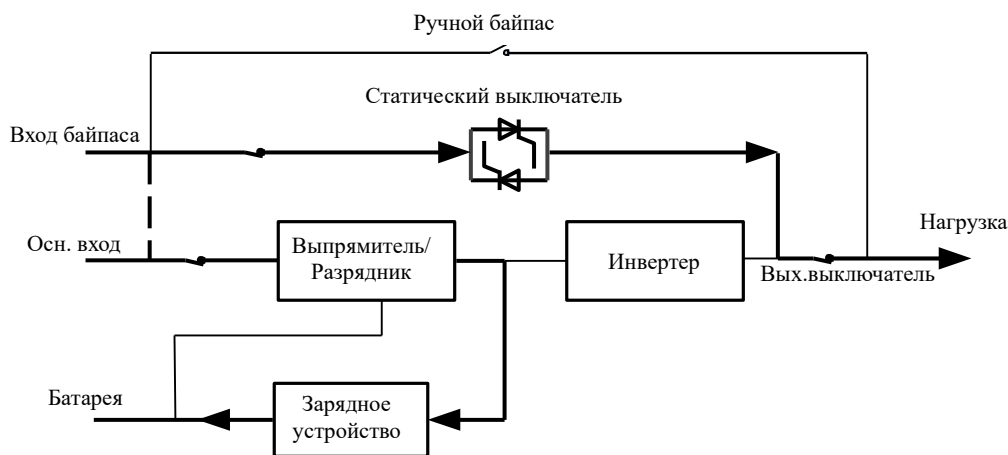 Ручной байпас
Статический выключатель
Вход байпаса
Нагрузка
Осн. вход
Выпрямитель/
Разрядник
Инвертер
Вых.выключатель
Батарея
Зарядное
устройство